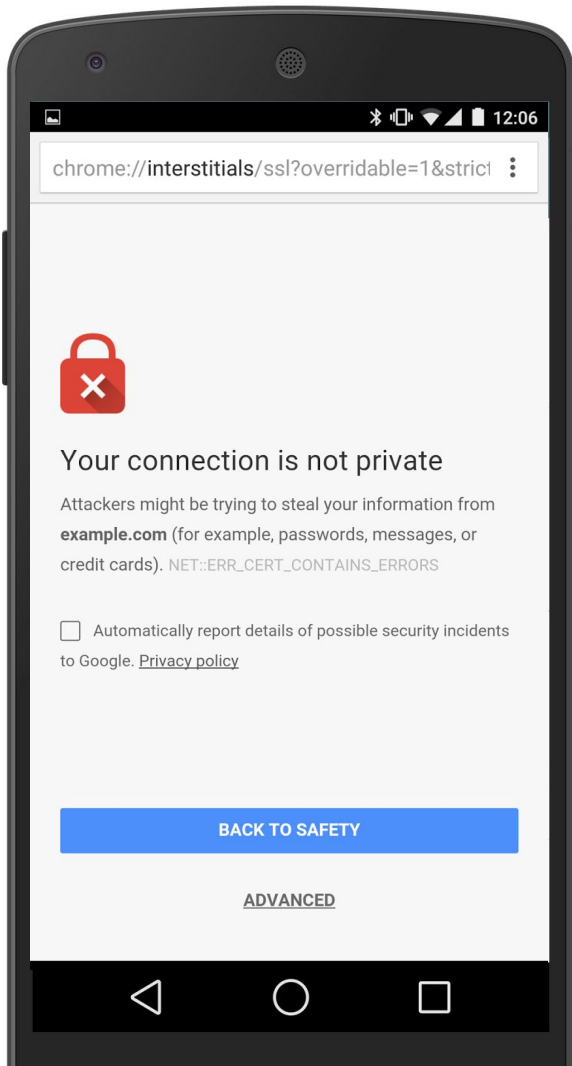 12:06
chrome://interstitials/ssl?overridable=1&strict
Your connection is not private
Attackers might be trying to steal your information from
example.com (for example, passwords, messages, or
credit cards). NET::ERR_CERT_CONTAINS_ERRORS
Automatically report details of possible security incidents
to Google. Privacy policy
BACK TO SAFETY
ADVANCED